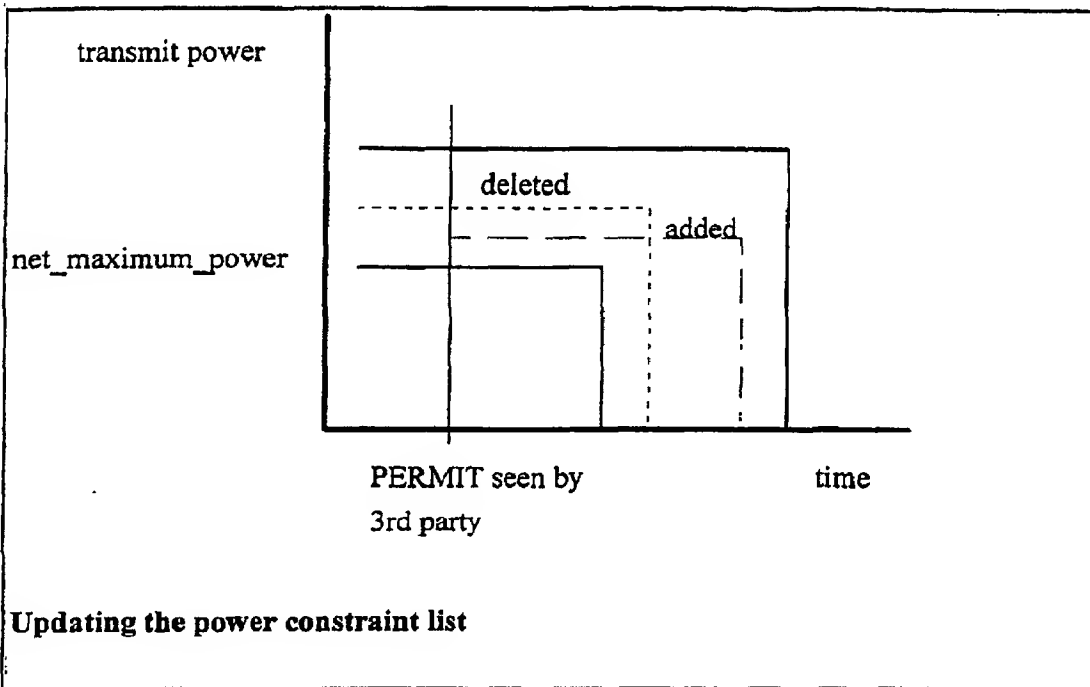 transmit power
deleted
added
net_maximum_power
PERMIT seen by
3rd party
time
Updating the power constraint list